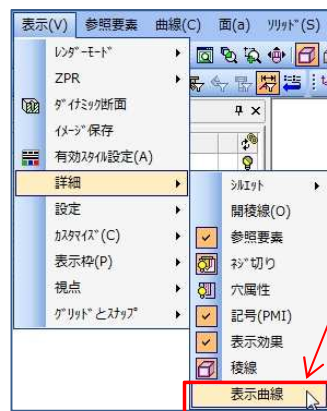 表示(V) 参照要素 曲線(C) 面(a) ソリッド(S)
レンダーモード
ZPR
ダイナミック断面
イメージ保存
有効スタイル設定(A)
詳細
設定
カスタマイズ(C)
表示枠(P)
視点
グリッドとスナップ
シルエット
開稜線(O)
参照要素
ネジ切り
穴属性
記号(PMI)
表示効果
稜線
表示曲線